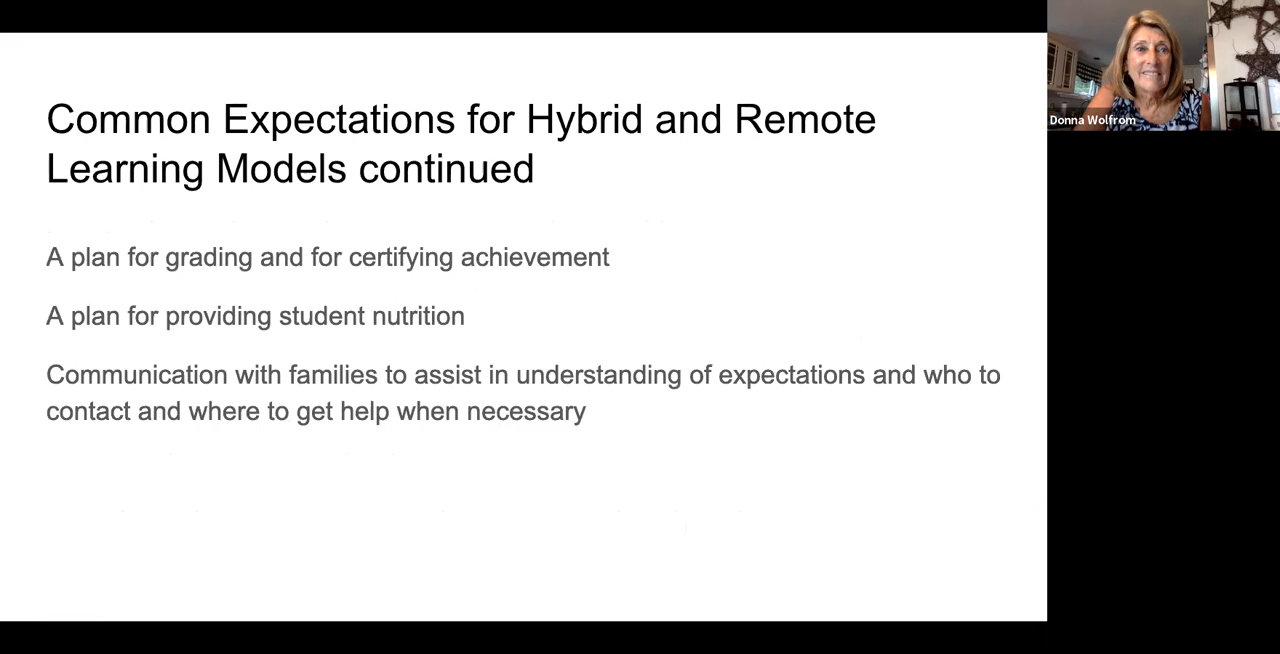 Common Expectations for Hybrid and Remote
Learning Models continued
A plan for grading and for certifying achievement
A plan for providing student nutrition
Communication with families to assist in understanding of expectations and who to
contact and where to get help when necessary
Donna Wolfrom